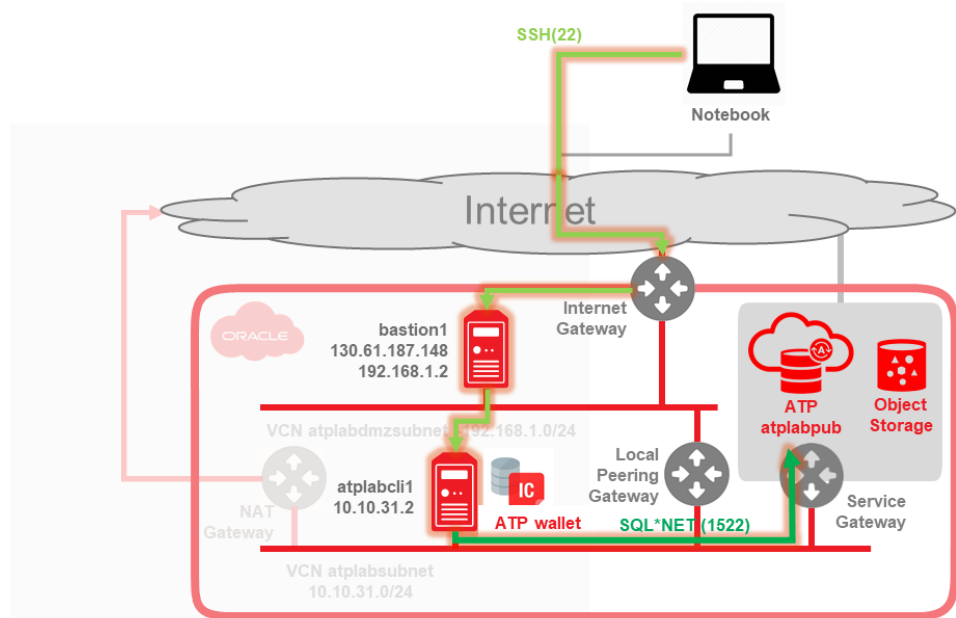 SSH(22)
Notebook
Internet
Internet
Gateway
ORACLE
bastion1
130.61.187.148
192.168.1.2
A
ATP
atplabpub
Object
Storage
VCN atplabdmzsubnet 192.168.1.0/24
NAT
Gateway
atplabcli1
10.10.31.2
IC
ATP wallet
Local
Peering
Gateway
SQL*NET (1522)
Service
Gateway
VCN atplabsubnet
10.10.31.0/24